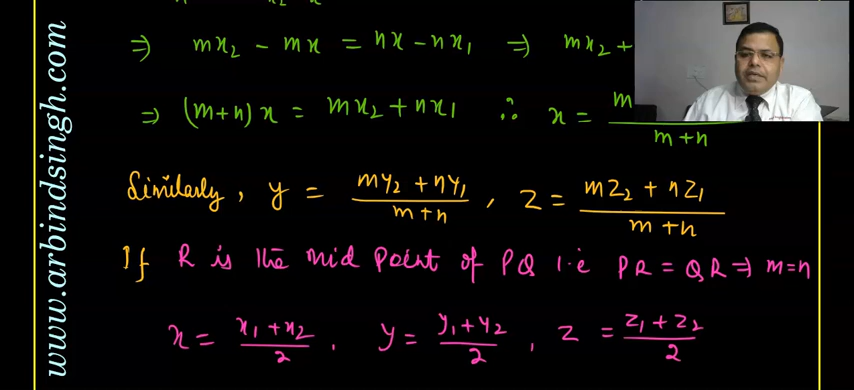 ⇒ mx₂ - mx = nx - nx₁ ⇒ mx₂ +
⇒ (m+n) x = mx₂ + nx₁ ∴ x = m / m+n
Similarly, y = my₂ + ny₁ / m+n , z = mz₂ + nz₁ / m+n
If R is the mid point of PQ i.e PR = QR ⇒ m=n
x = x₁ + x₂ / 2 , y = y₁ + y₂ / 2 , z = z₁ + z₂ / 2
www.arbindsingh.com